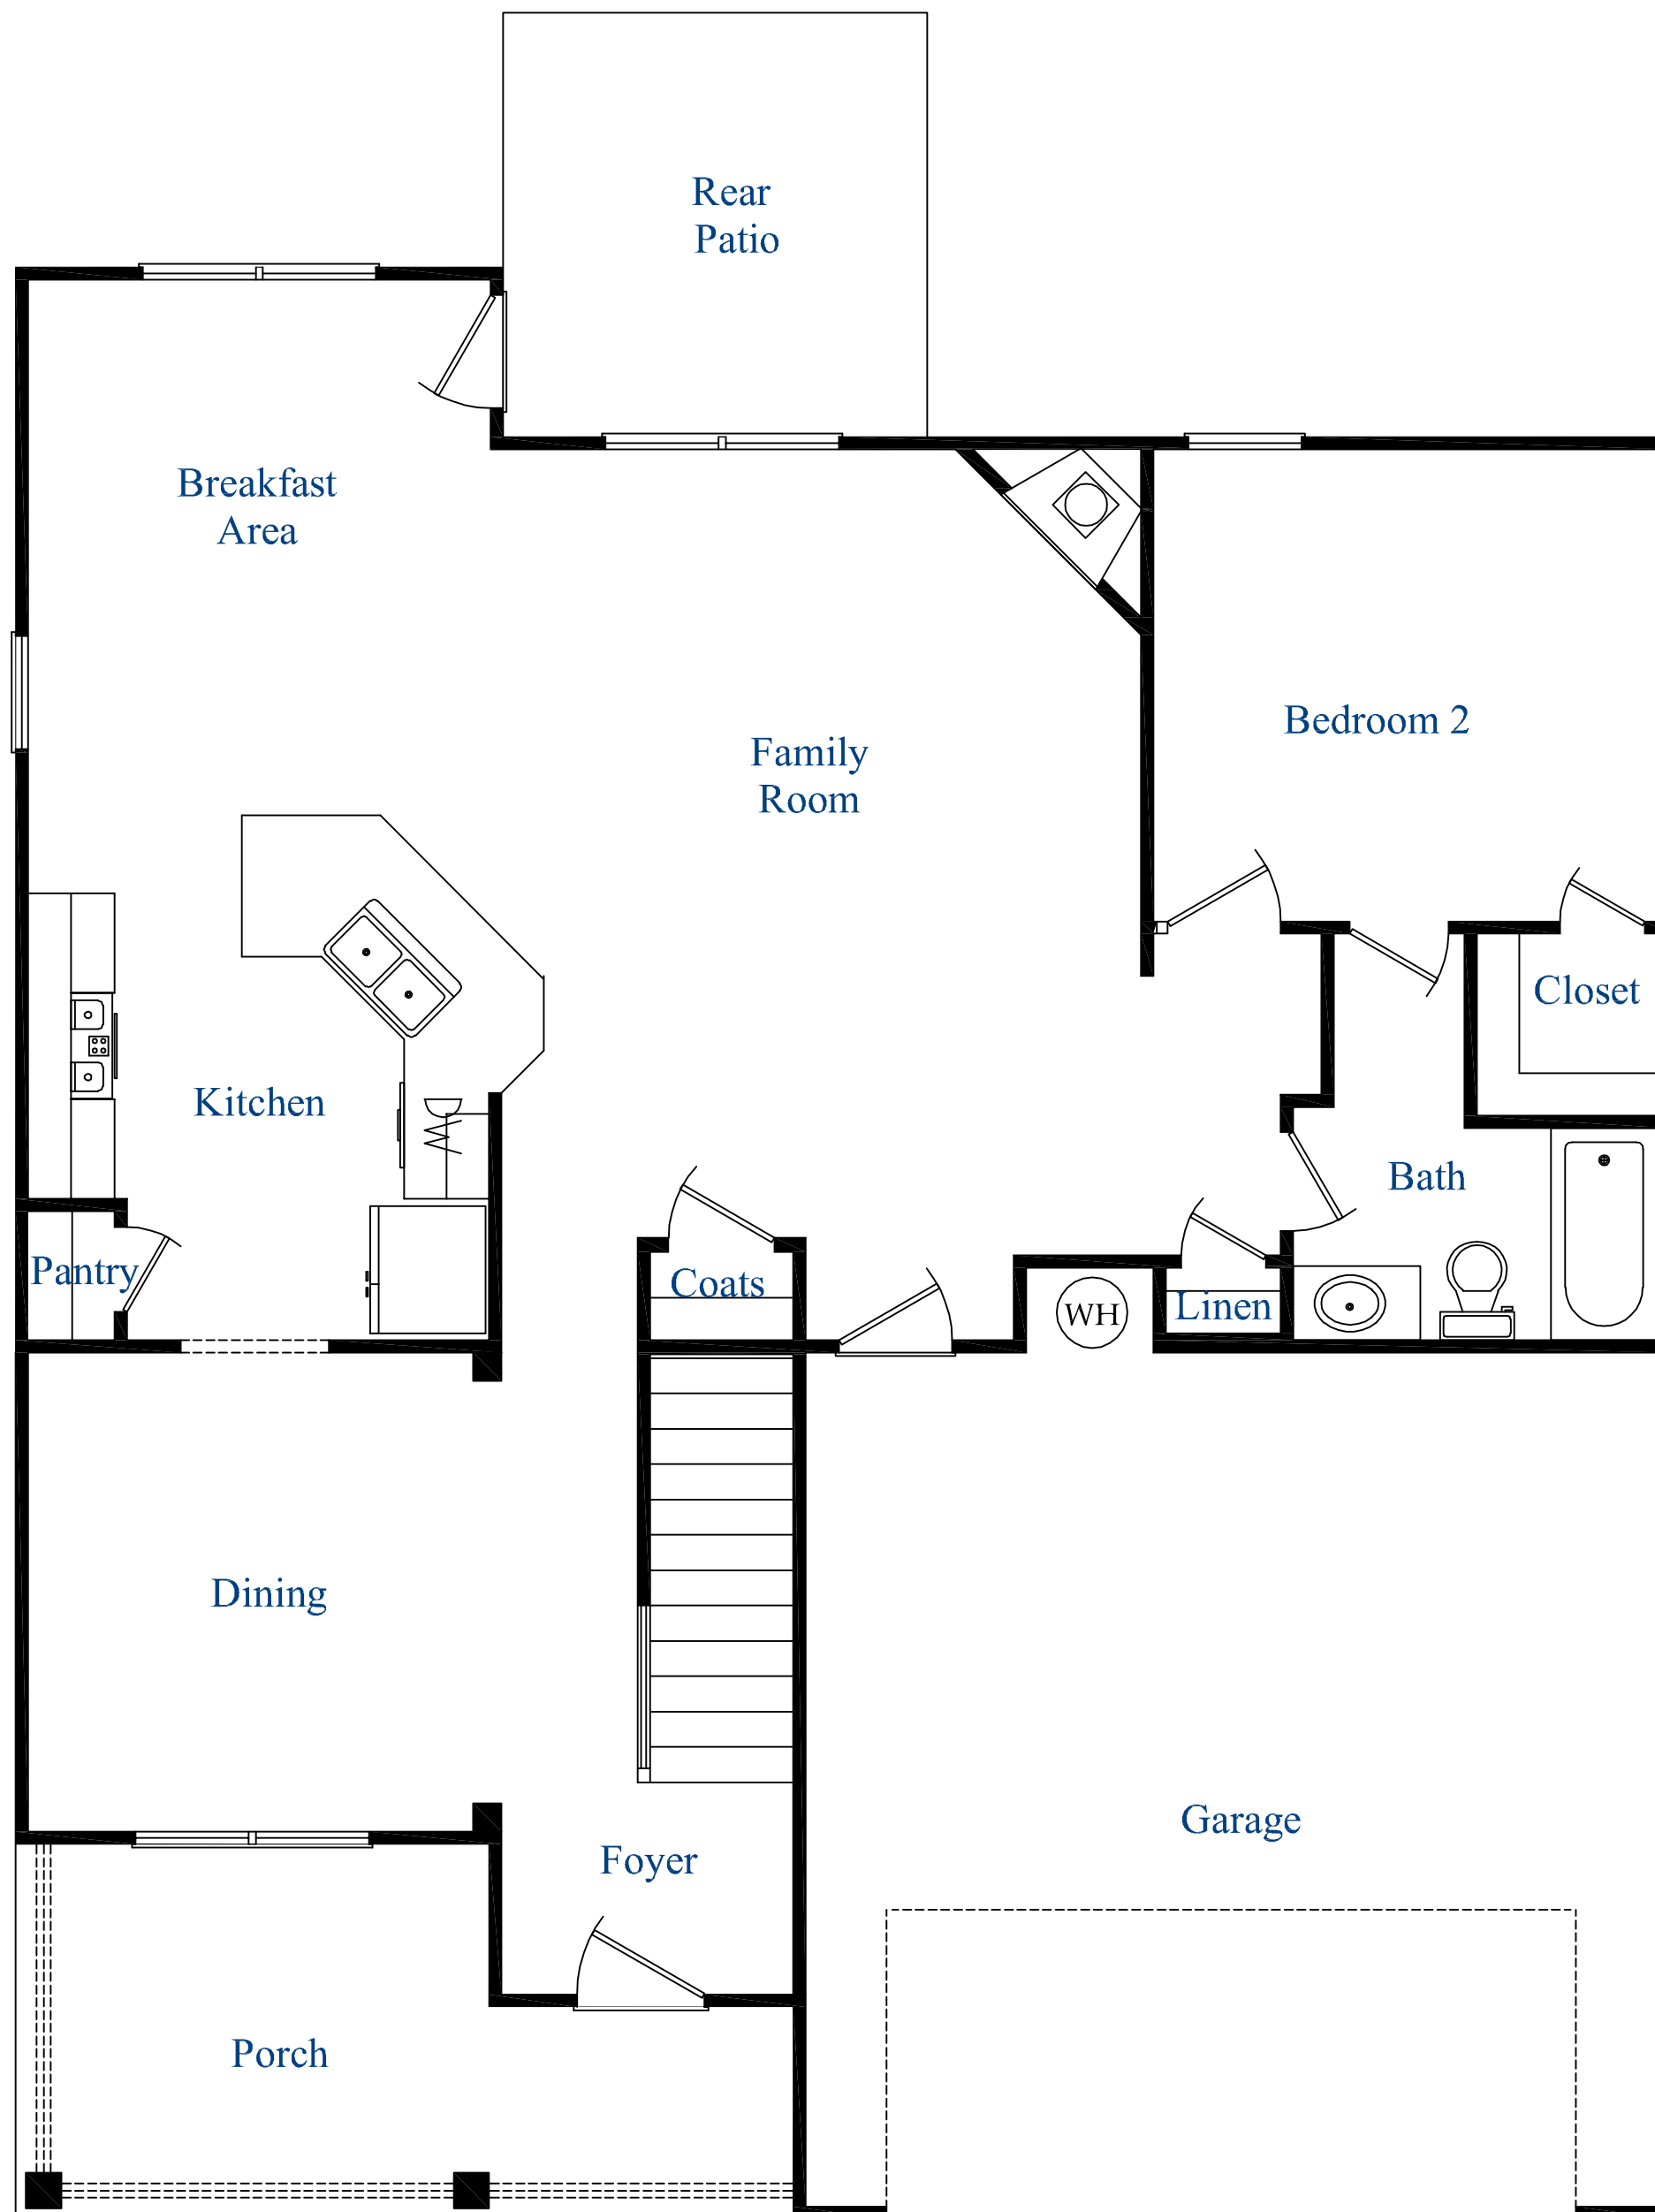 Rear
Patio
Breakfast
Area
Family
Room
Bedroom 2
Closet
Kitchen
Bath
Pantry
Coats
WH
Linen
Dining
Garage
Foyer
Porch